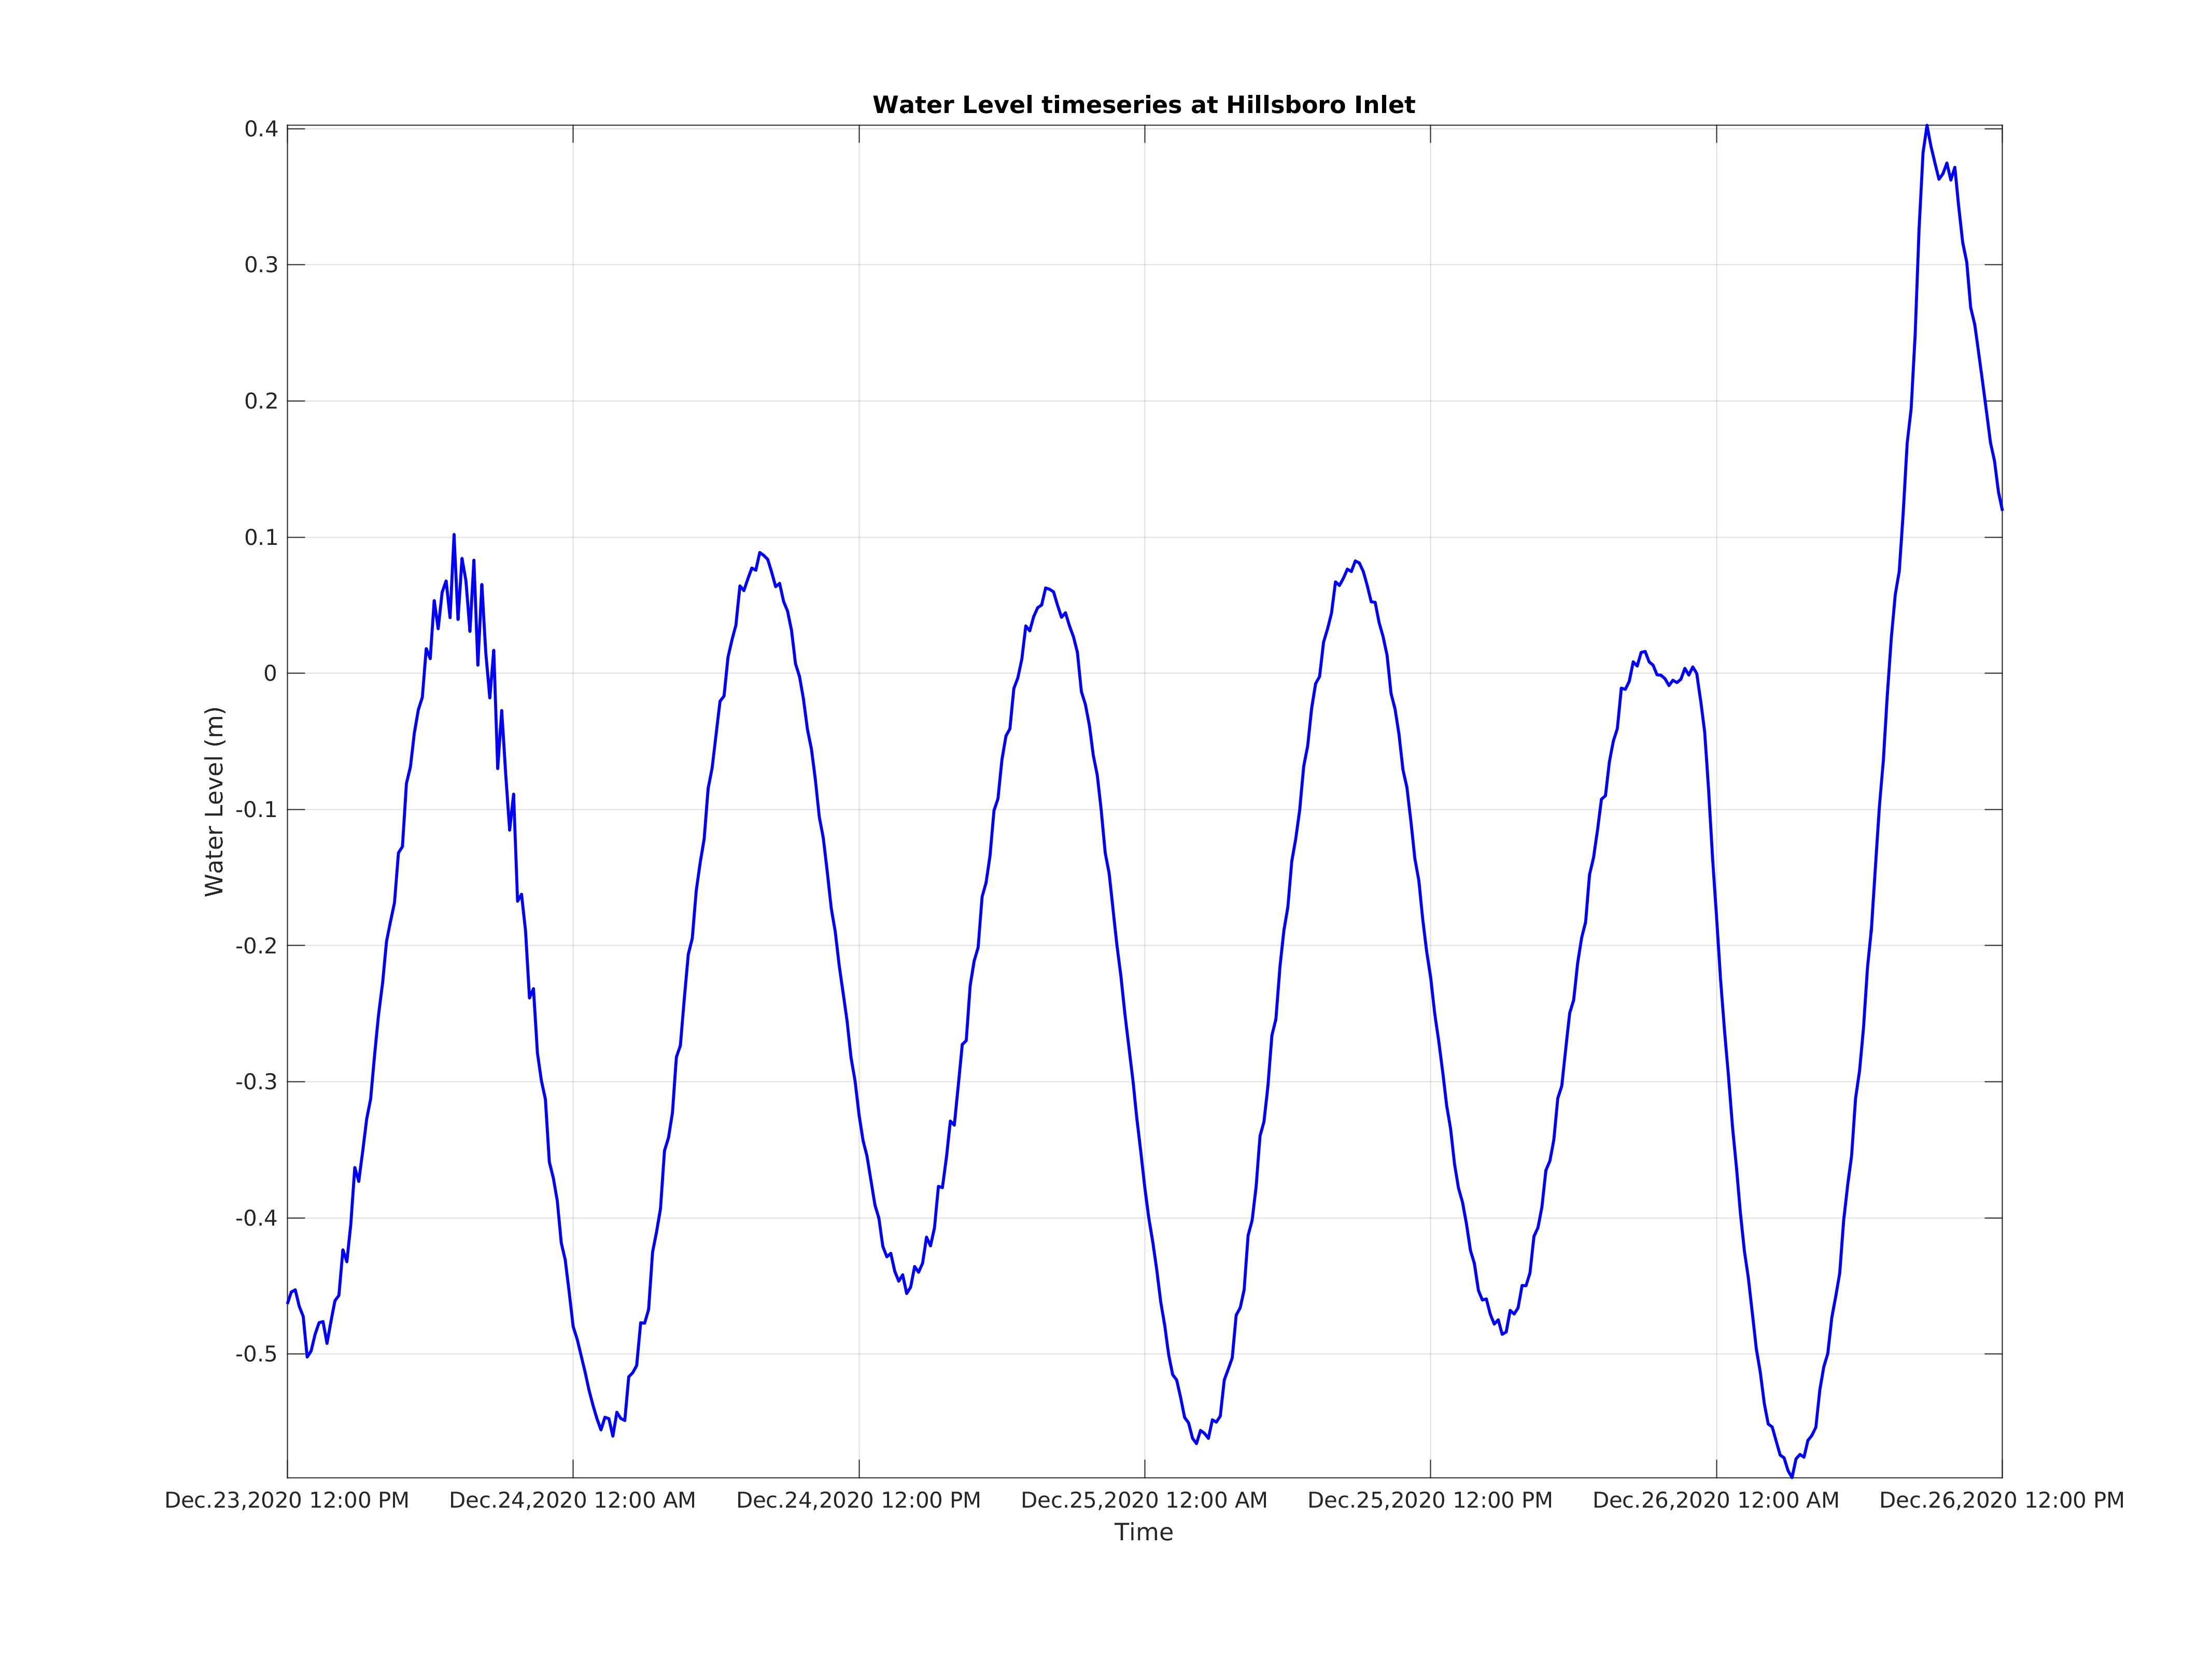 Water Level timeseries at Hillsboro Inlet
0.4
0.3
0.2
0.1
0
-0.1
-0.2
-0.3
-0.4
-0.5
Water Level (m)
Dec.23,2020 12:00 PM
Dec.24,2020 12:00 AM
Dec.24,2020 12:00 PM
Dec.25,2020 12:00 AM
Dec.25,2020 12:00 PM
Dec.26,2020 12:00 AM
Dec.26,2020 12:00 PM
Time